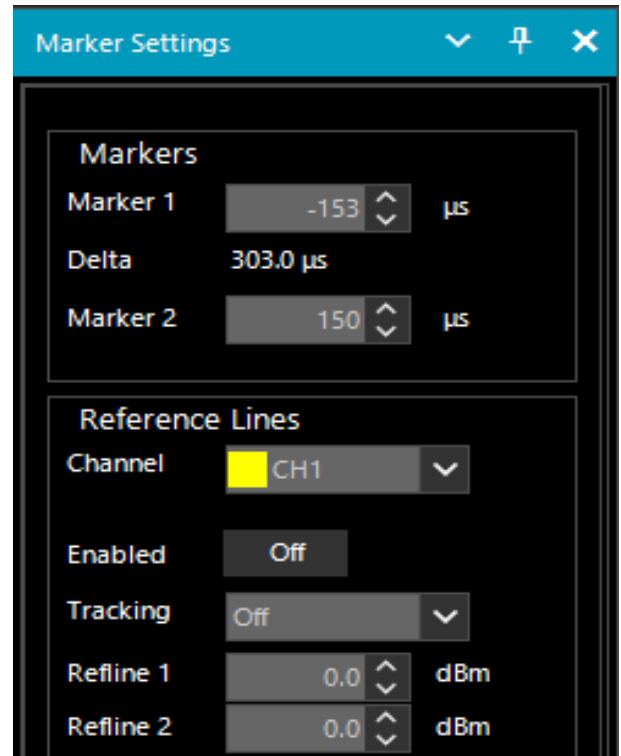 Marker Settings
Markers
Marker 1 -153 µs
Delta 303.0 µs
Marker 2 150 µs
Reference Lines
Channel CH1
Enabled Off
Tracking Off
Refline 1 0.0 dBm
Refline 2 0.0 dBm